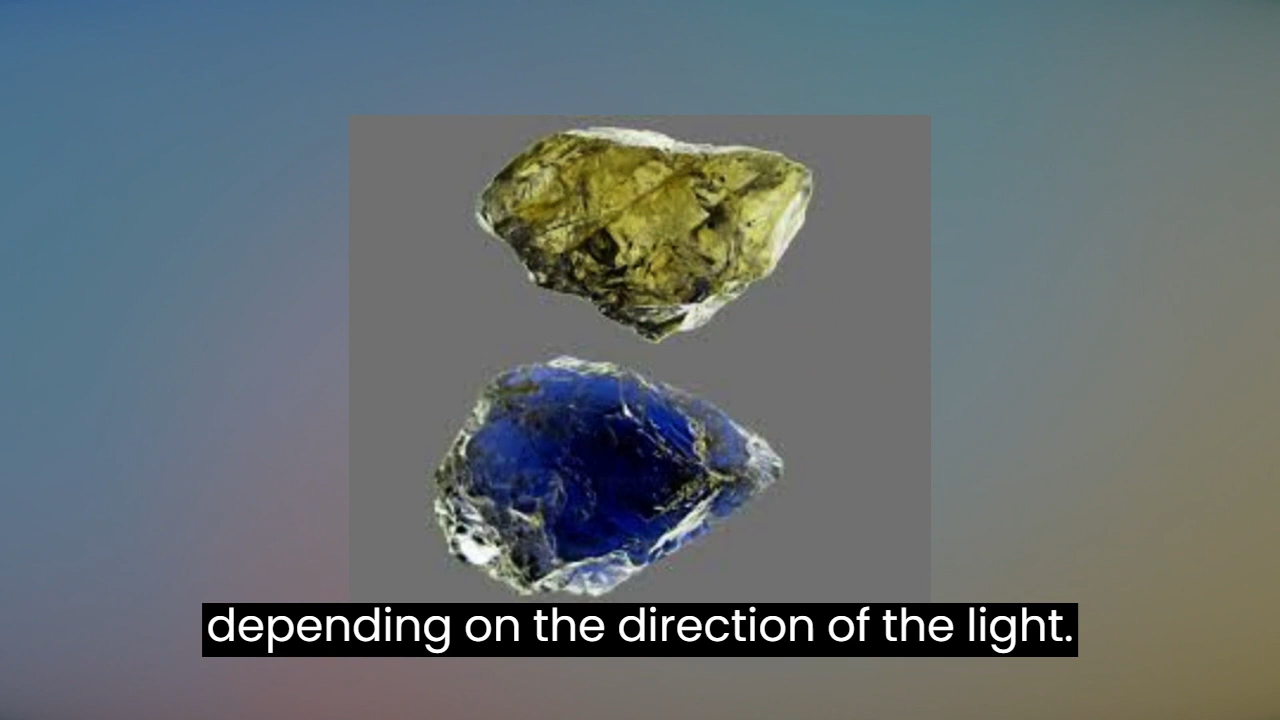 depending on the direction of the light.